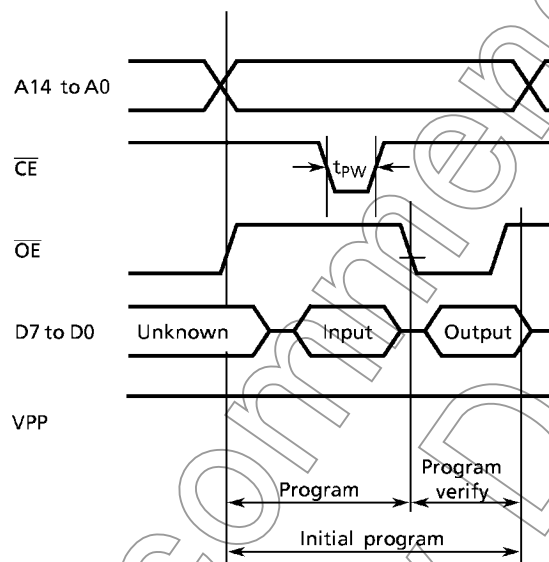 A14 to A0
CE
tPW
OE
D7 to D0
Unknown
Input
Output
VPP
Program
Program
verify
Initial program